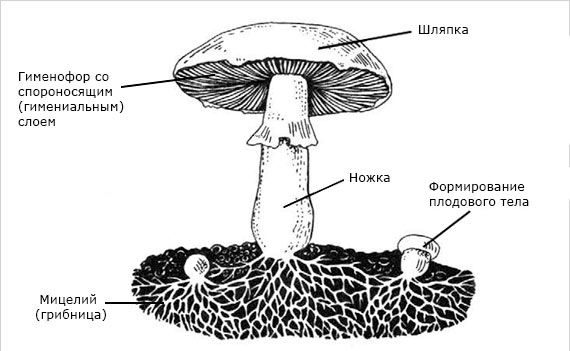 Шляпка
Гименофор со
спороносящим
(гимениальным)
слоем
Ножка
Формирование
плодового тела
Мицелий
(грибница)